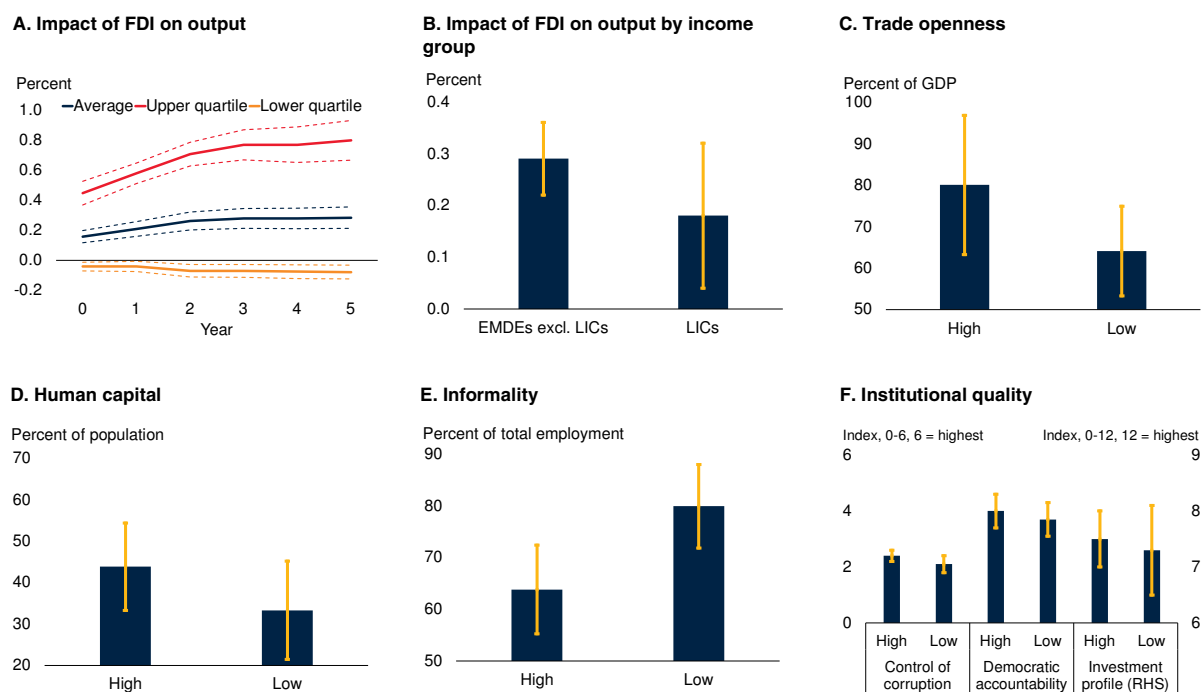 A. Impact of FDI on output
Percent
Average Upper quartile Lower quartile
1.0
0.8
0.6
0.4
0.2
0.0
-0.2
0 1 2 3 4 5
Year
B. Impact of FDI on output by income
group
Percent
0.4
0.3
0.2
0.1
0.0
EMDEs excl. LICs LICs
C. Trade openness
Percent of GDP
100
90
80
70
60
50
High Low
D. Human capital
Percent of population
70
60
50
40
30
20
High Low
E. Informality
Percent of total employment
90
80
70
60
50
High Low
F. Institutional quality
Index, 0-6, 6 = highest Index, 0-12, 12 = highest
6 9
4 8
2 7
0 6
High Low High Low High Low
Control of Democratic Investment
corruption accountability profile (RHS)